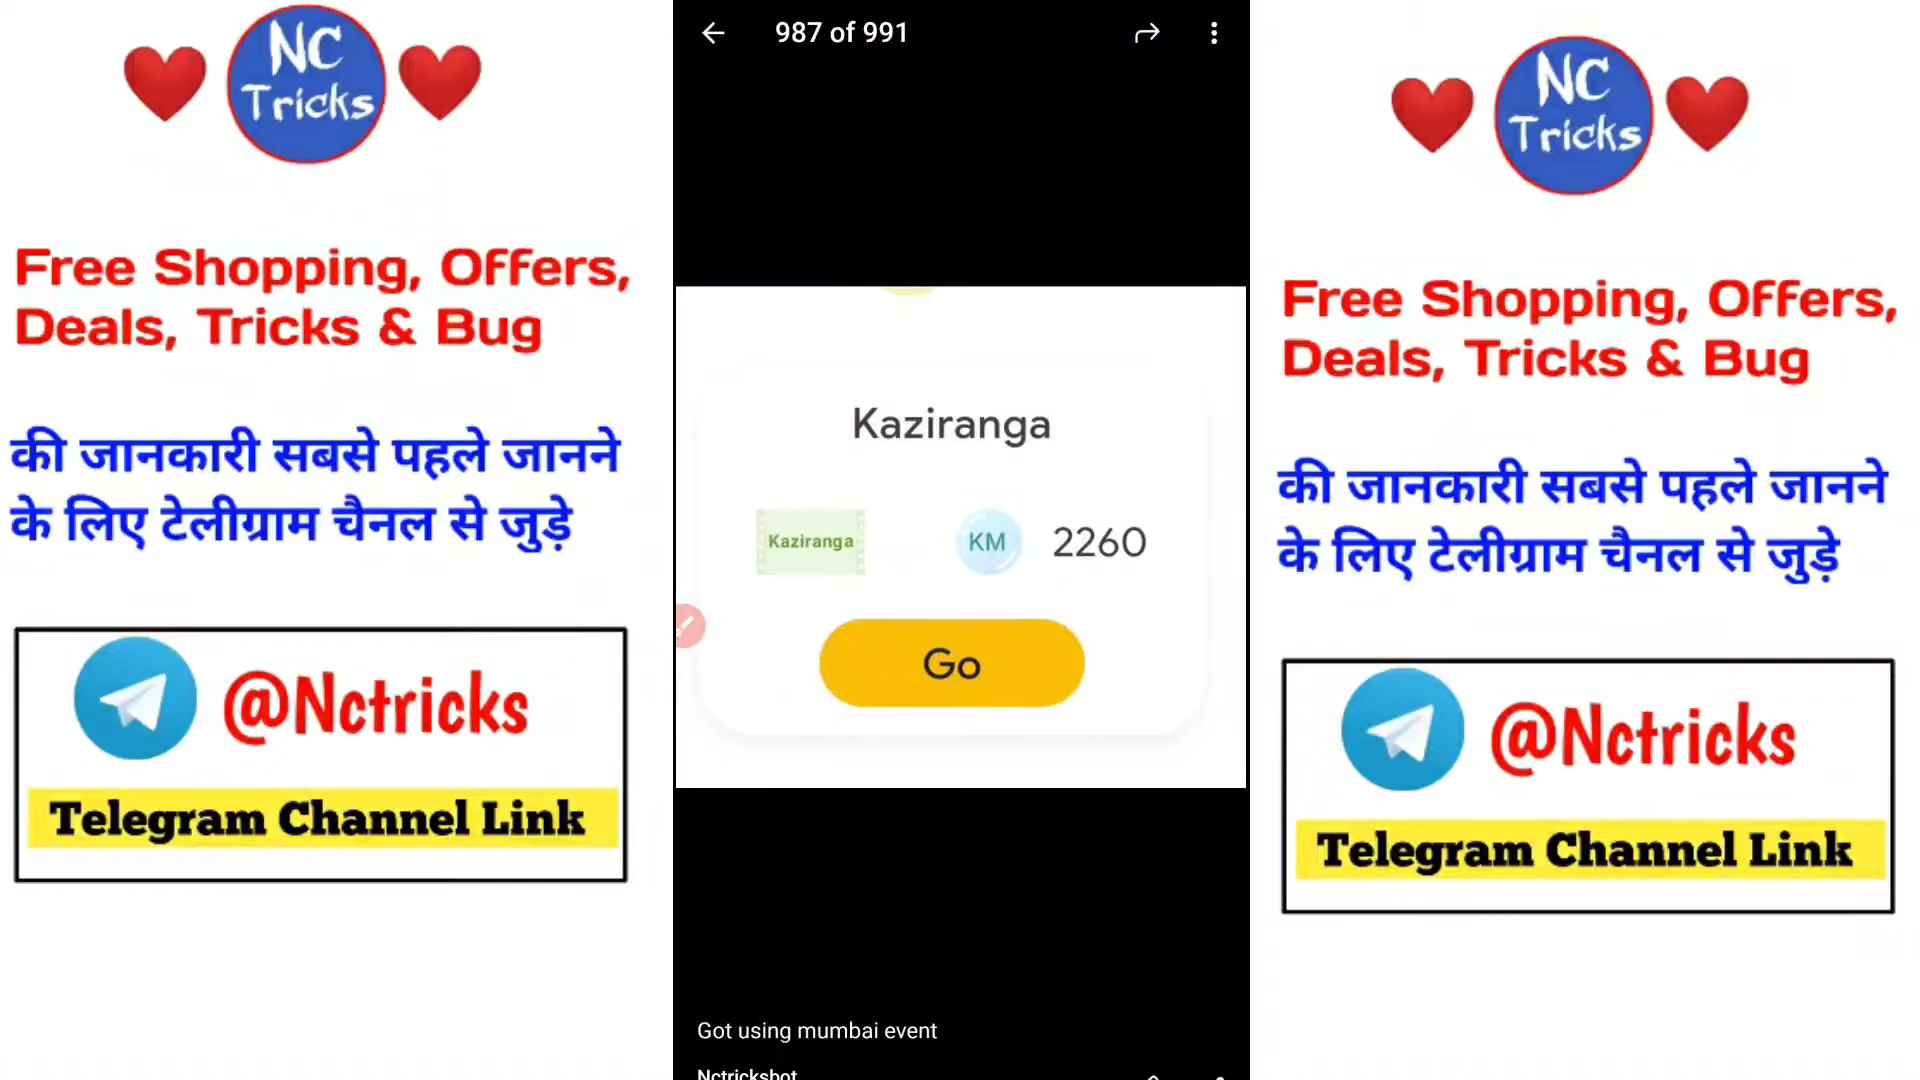 NC
Tricks
Free Shopping, Offers,
Deals, Tricks & Bug
की जानकारी सबसे पहले जानने
के लिए टेलीग्राम चैनल से जुड़े
@Nctricks
Telegram Channel Link
987 of 991
Kaziranga
Kaziranga
KM
2260
Go
Got using mumbai event
Nctrickshot
NC
Tricks
Free Shopping, Offers,
Deals, Tricks & Bug
की जानकारी सबसे पहले जानने
के लिए टेलीग्राम चैनल से जुड़े
@Nctricks
Telegram Channel Link